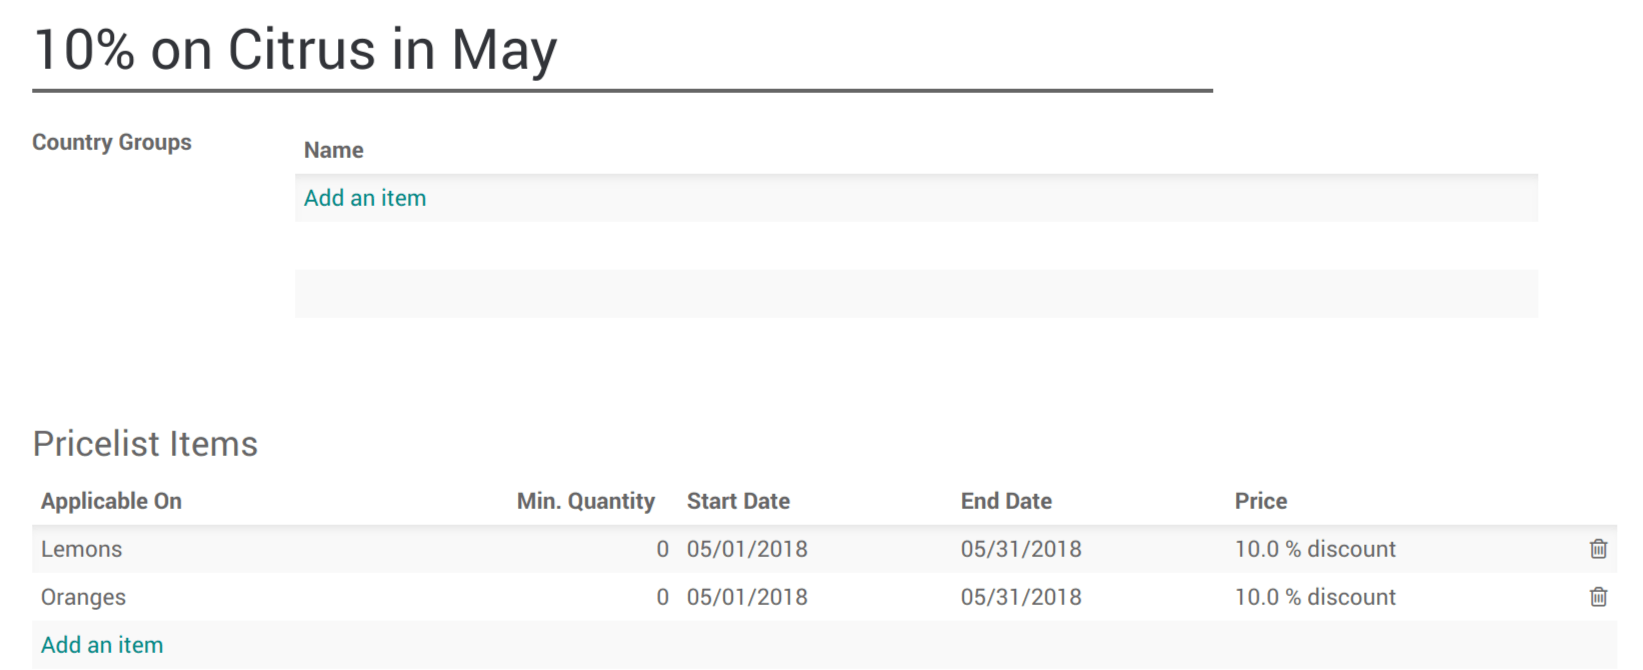 10% on Citrus in May
Country Groups
Name
Add an item
Pricelist Items
Applicable On Min. Quantity Start Date End Date Price
Lemons 0 05/01/2018 05/31/2018 10.0 % discount
Oranges 0 05/01/2018 05/31/2018 10.0 % discount
Add an item